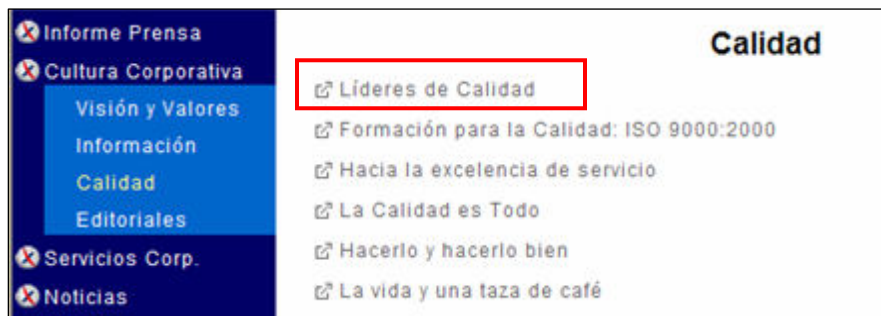 Informe Prensa
Cultura Corporativa
Visión y Valores
Información
Calidad
Editoriales
Servicios Corp.
Noticias
Calidad
Líderes de Calidad
Formación para la Calidad: ISO 9000:2000
Hacia la excelencia de servicio
La Calidad es Todo
Hacerlo y hacerlo bien
La vida y una taza de café